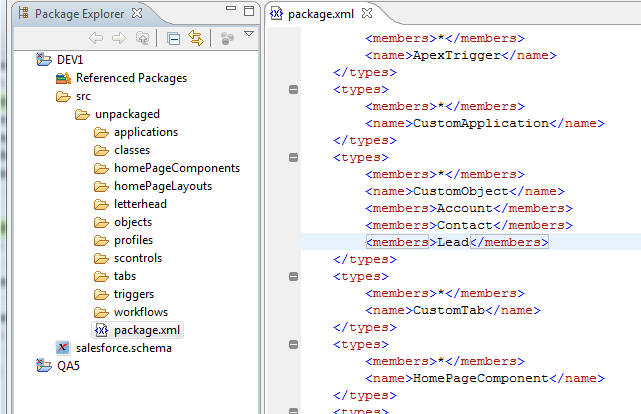 Package Explorer
DEV1
Referenced Packages
src
unpackaged
applications
classes
homePageComponents
homePageLayouts
letterhead
objects
profiles
scontrols
tabs
triggers
workflows
package.xml
salesforce.schema
QA5
package.xml
<members>*</members>
<name>ApexTrigger</name>
</types>
<types>
<members>*</members>
<name>CustomApplication</name>
</types>
<types>
<members>*</members>
<name>CustomObject</name>
<members>Account</members>
<members>Contact</members>
<members>Lead</members>
</types>
<types>
<members>*</members>
<name>CustomTab</name>
</types>
<types>
<members>*</members>
<name>HomePageComponent</name>
</types>
<types>